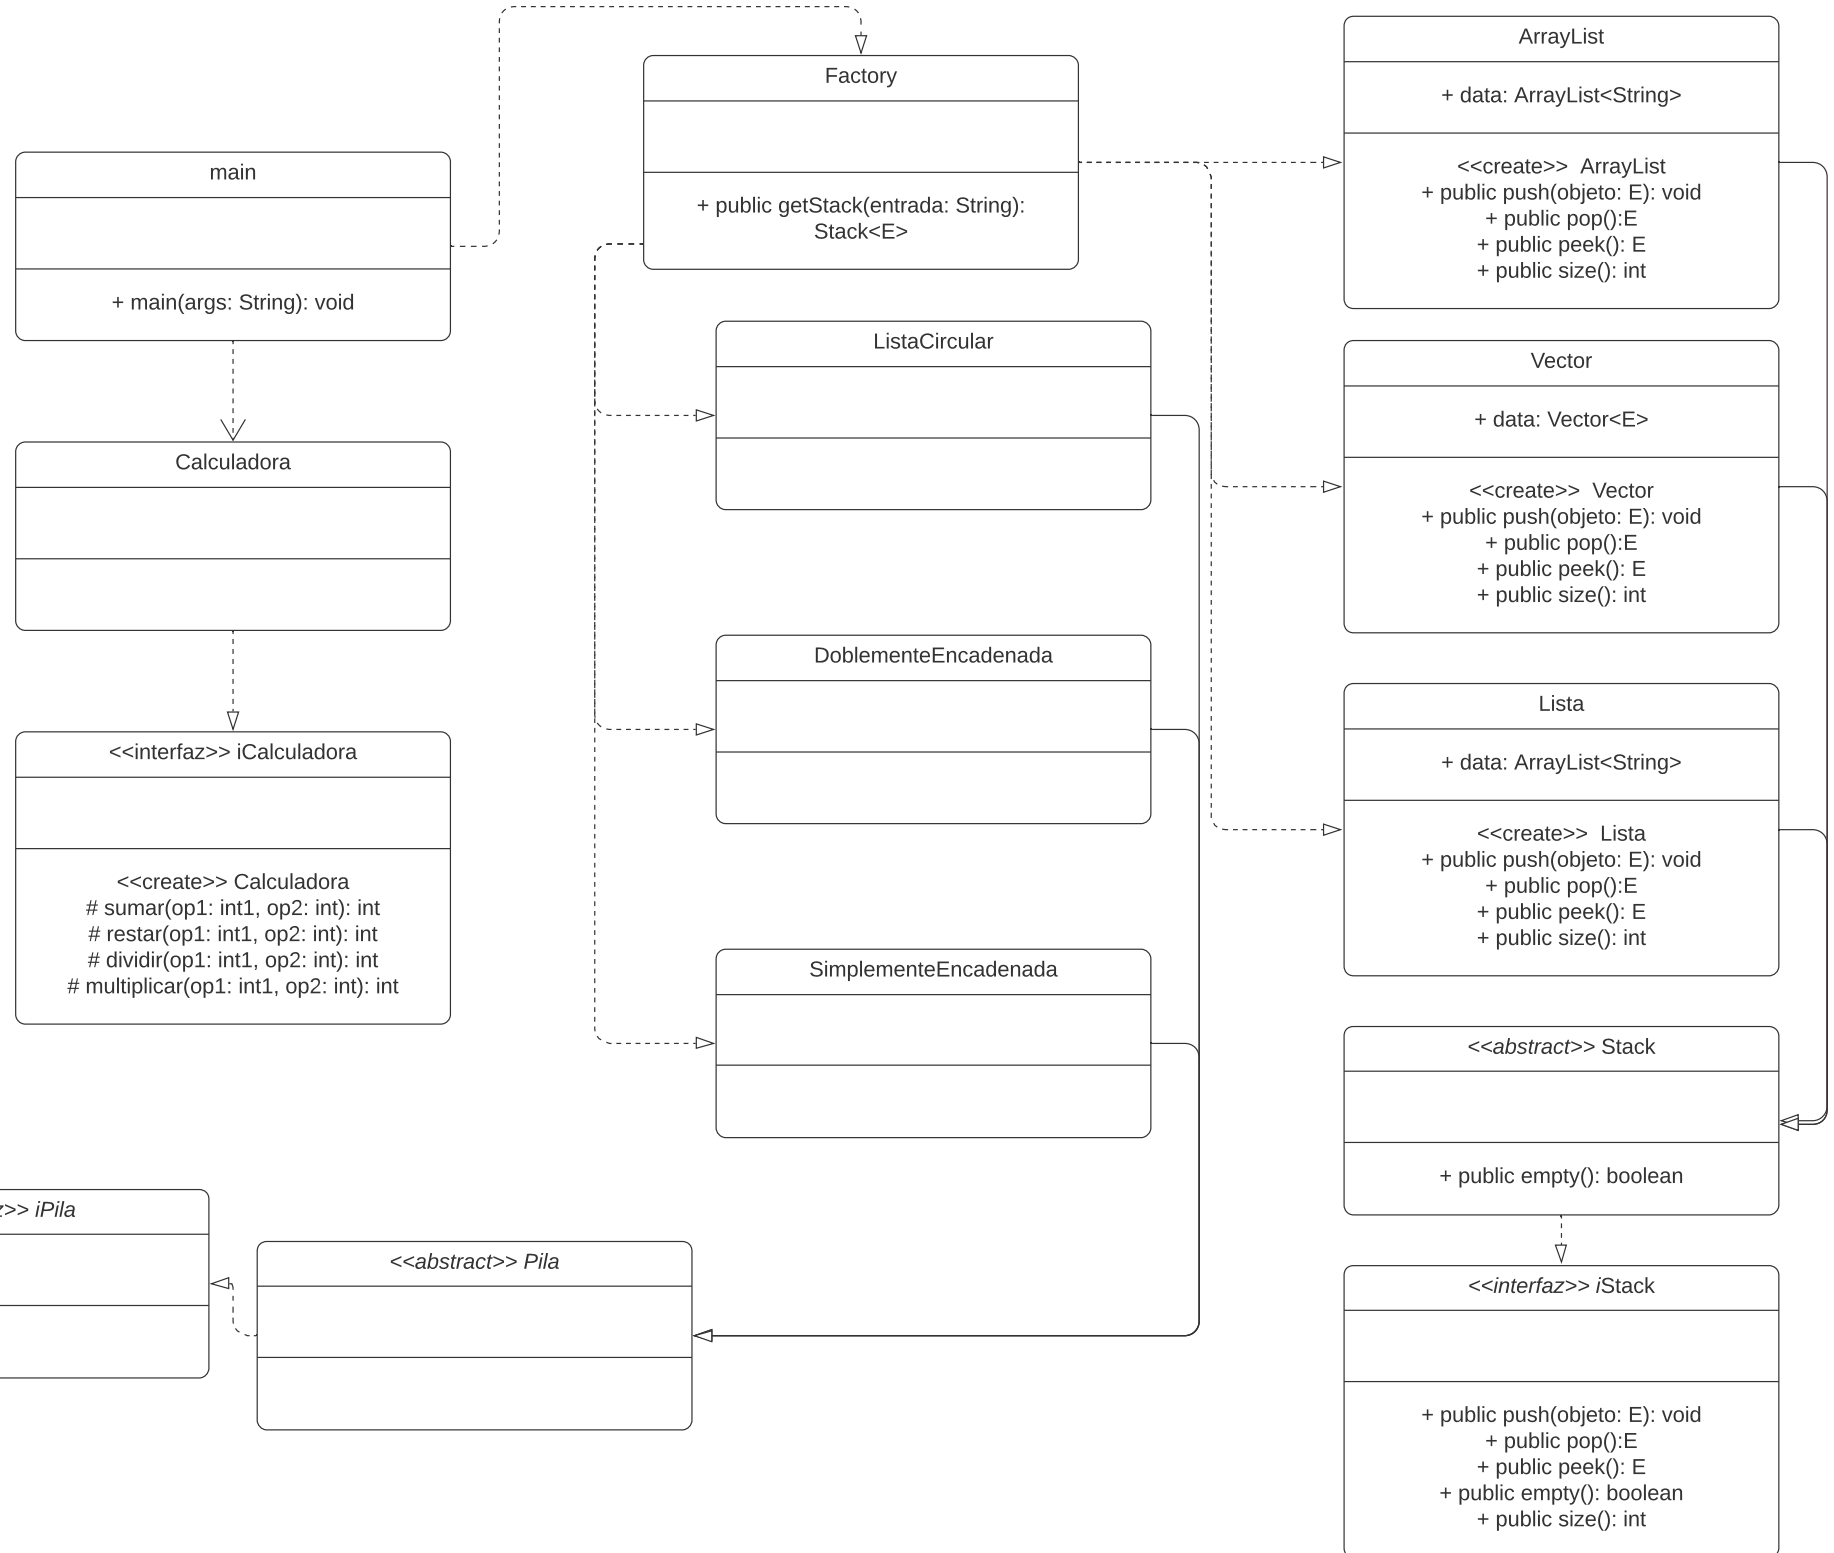 main
+ main(args: String): void
Calculadora
<<interfaz>> iCalculadora
<<create>> Calculadora
# sumar(op1: int1, op2: int): int
# restar(op1: int1, op2: int): int
# dividir(op1: int1, op2: int): int
# multiplicar(op1: int1, op2: int): int
Factory
+ public getStack(entrada: String):
Stack<E>
ListaCircular
DoblementeEncadenada
SimplementeEncadenada
>> iPila
<<abstract>> Pila
ArrayList
+ data: ArrayList<String>
<<create>> ArrayList
+ public push(objeto: E): void
+ public pop():E
+ public peek(): E
+ public size(): int
Vector
+ data: Vector<E>
<<create>> Vector
+ public push(objeto: E): void
+ public pop():E
+ public peek(): E
+ public size(): int
Lista
+ data: ArrayList<String>
<<create>> Lista
+ public push(objeto: E): void
+ public pop():E
+ public peek(): E
+ public size(): int
<<abstract>> Stack
+ public empty(): boolean
<<interfaz>> iStack
+ public push(objeto: E): void
+ public pop():E
+ public peek(): E
+ public empty(): boolean
+ public size(): int